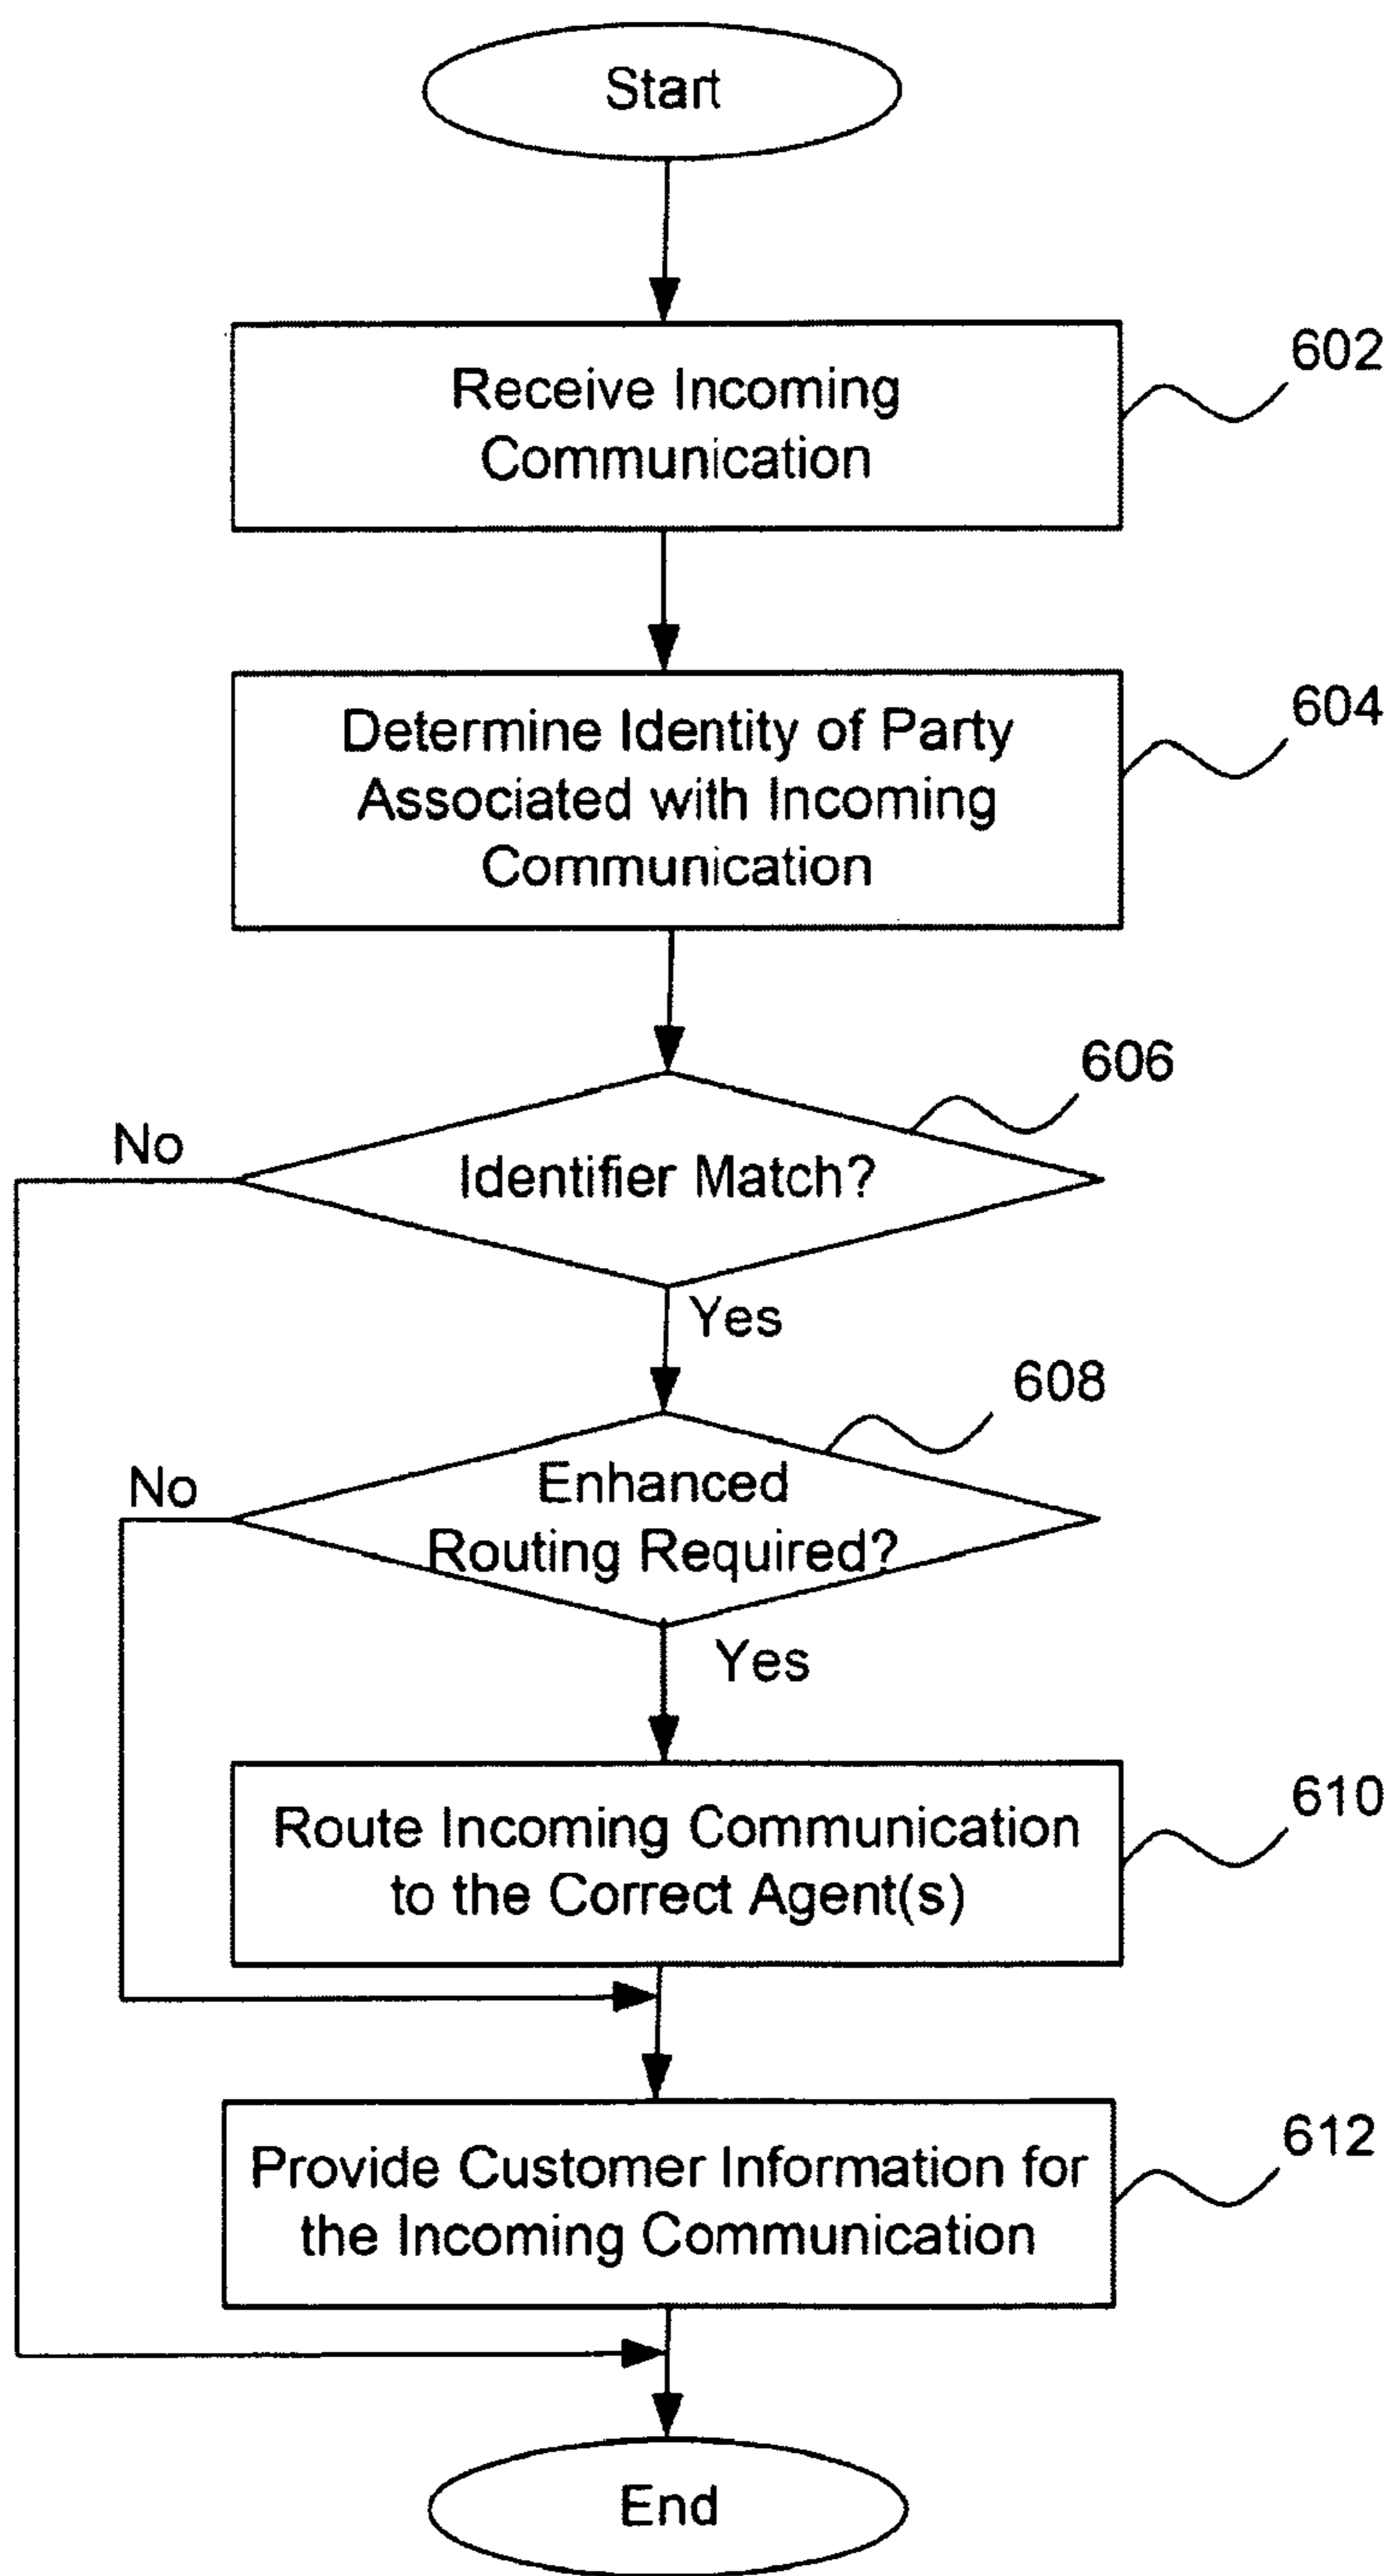 Start
Receive Incoming
Communication
602
Determine Identity of Party
Associated with Incoming
Communication
604
606
No
Identifier Match?
Yes
608
No
Enhanced
Routing Required?
Yes
Route Incoming Communication
to the Correct Agent(s)
610
Provide Customer Information for
the Incoming Communication
612
End